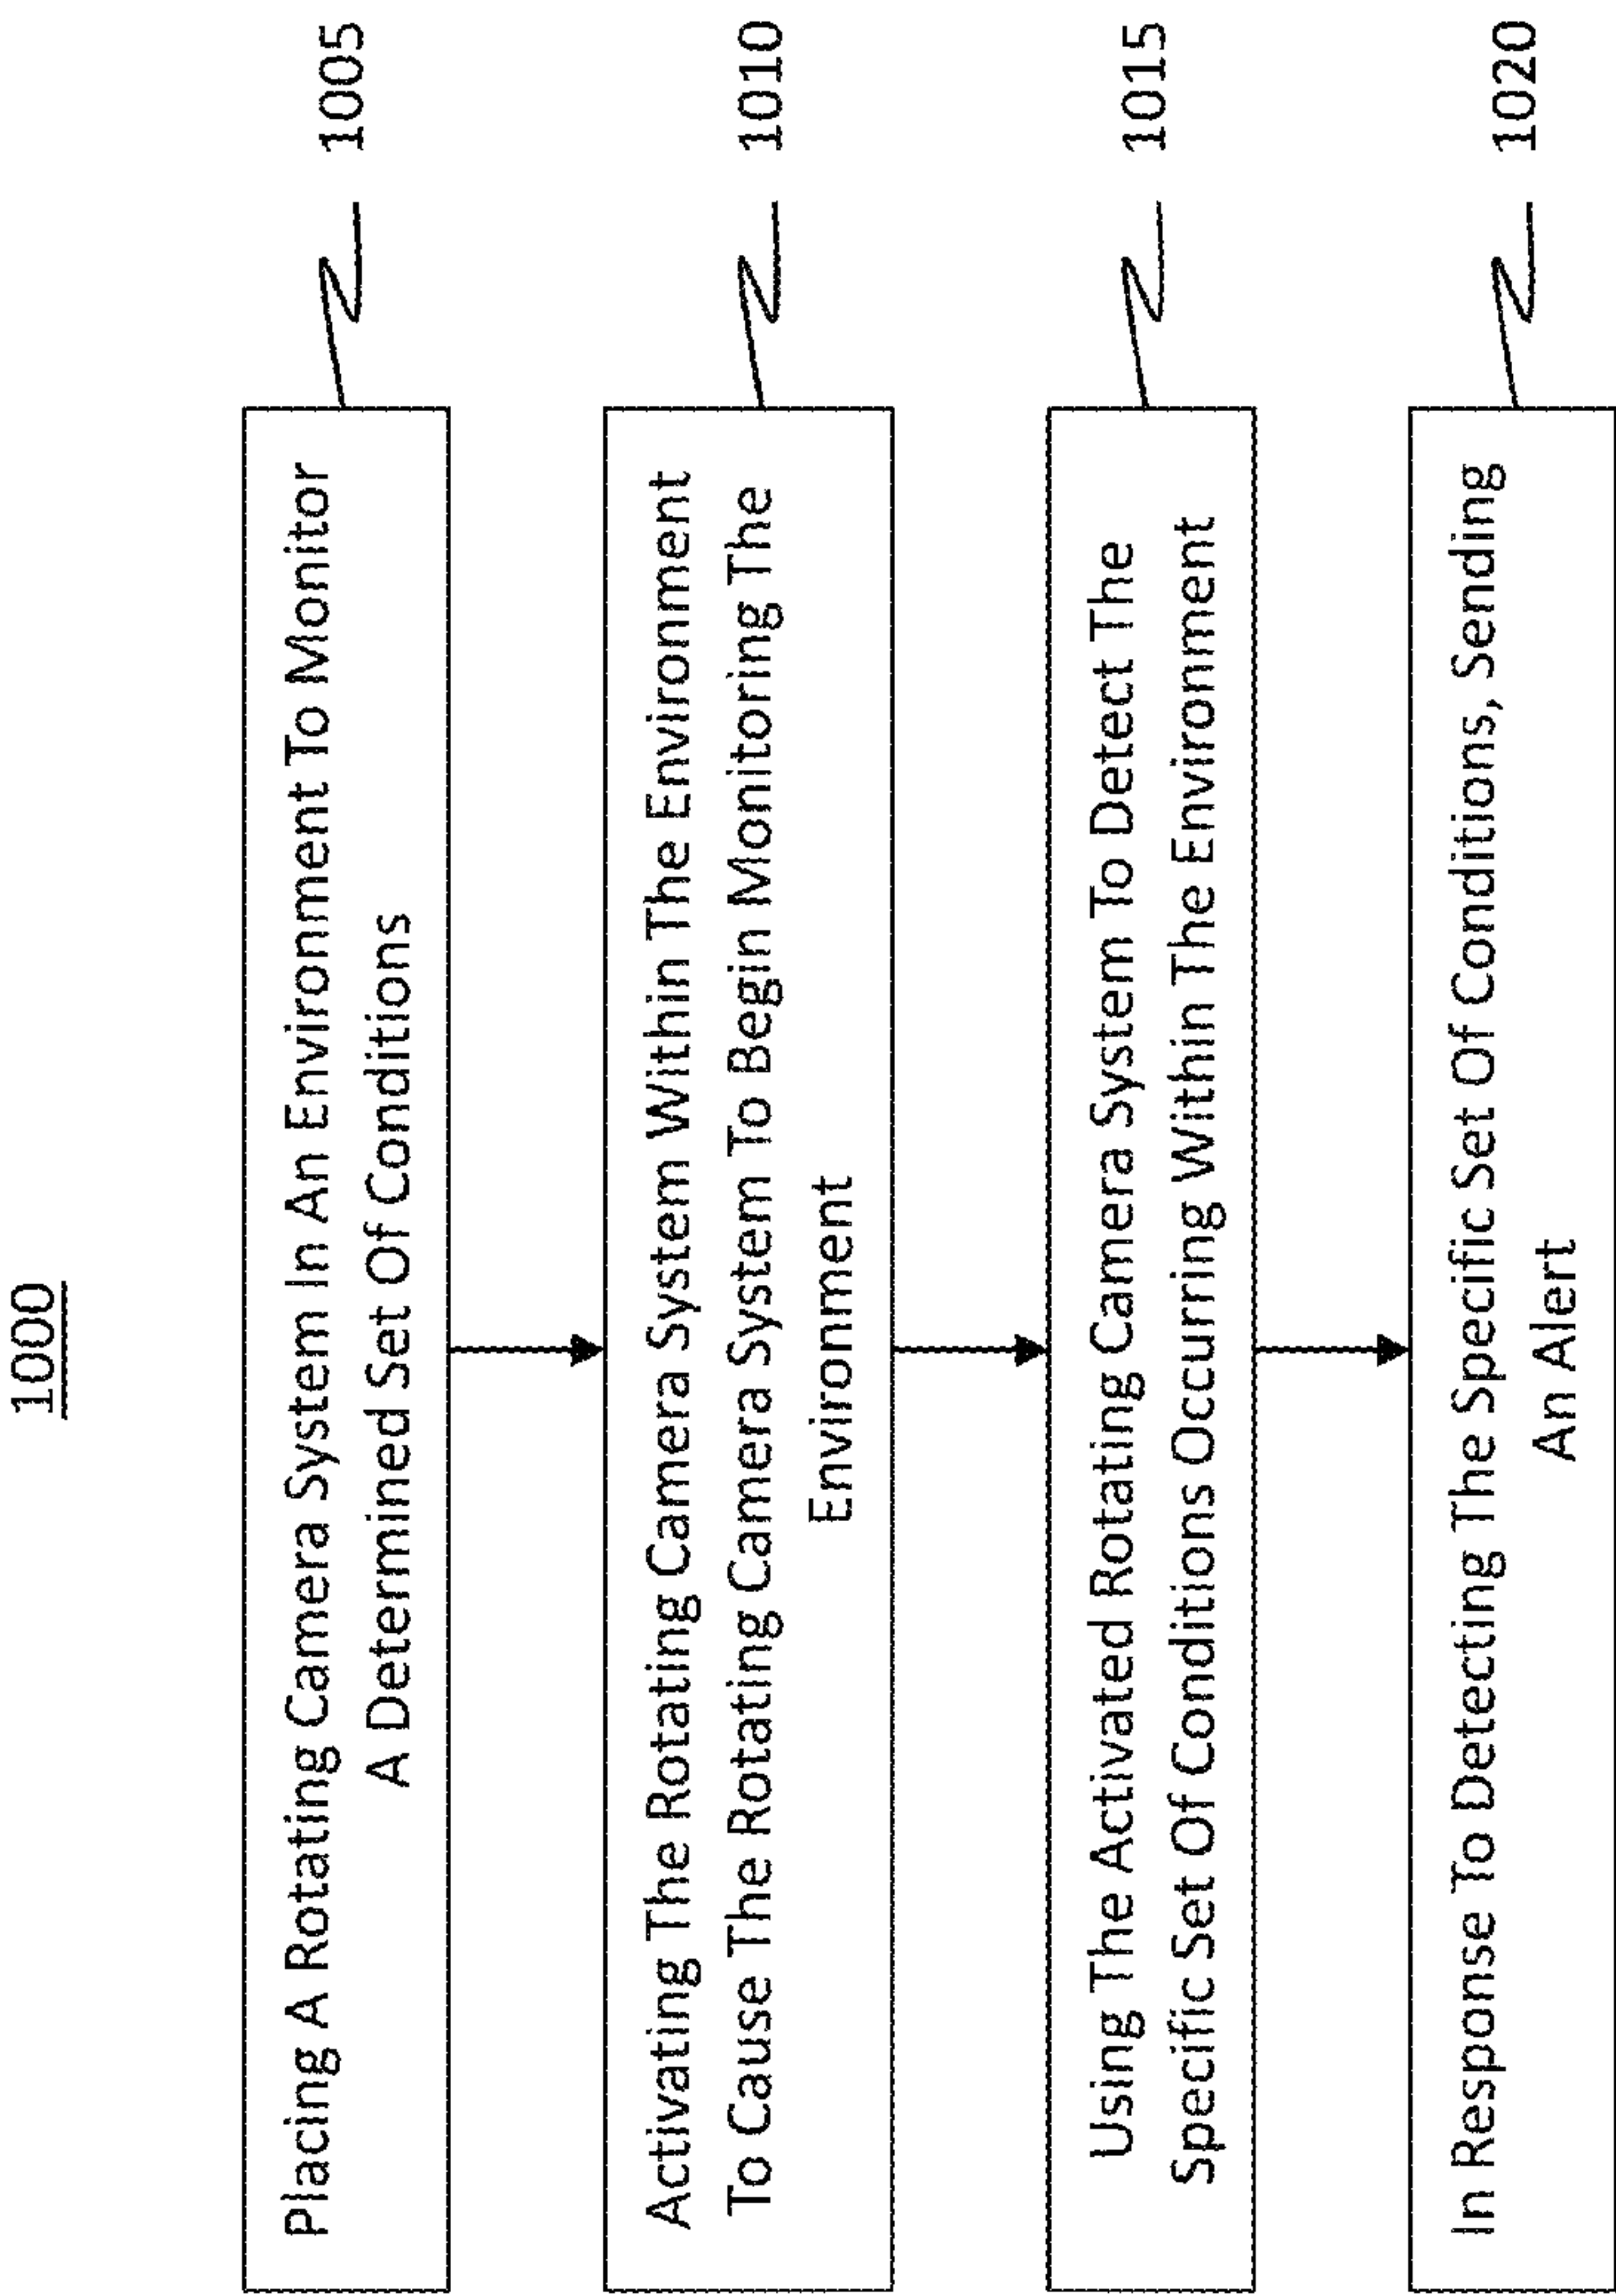 1000
Placing A Rotating Camera System In An Environment To Monitor
A Determined Set Of Conditions
1005
Activating The Rotating Camera System Within The Environment
To Cause The Rotating Camera System To Begin Monitoring The
Environment
1010
Using The Activated Rotating Camera System To Detect The
Specific Set Of Conditions Occurring Within The Environment
1015
In Response To Detecting The Specific Set Of Conditions, Sending
An Alert
1020